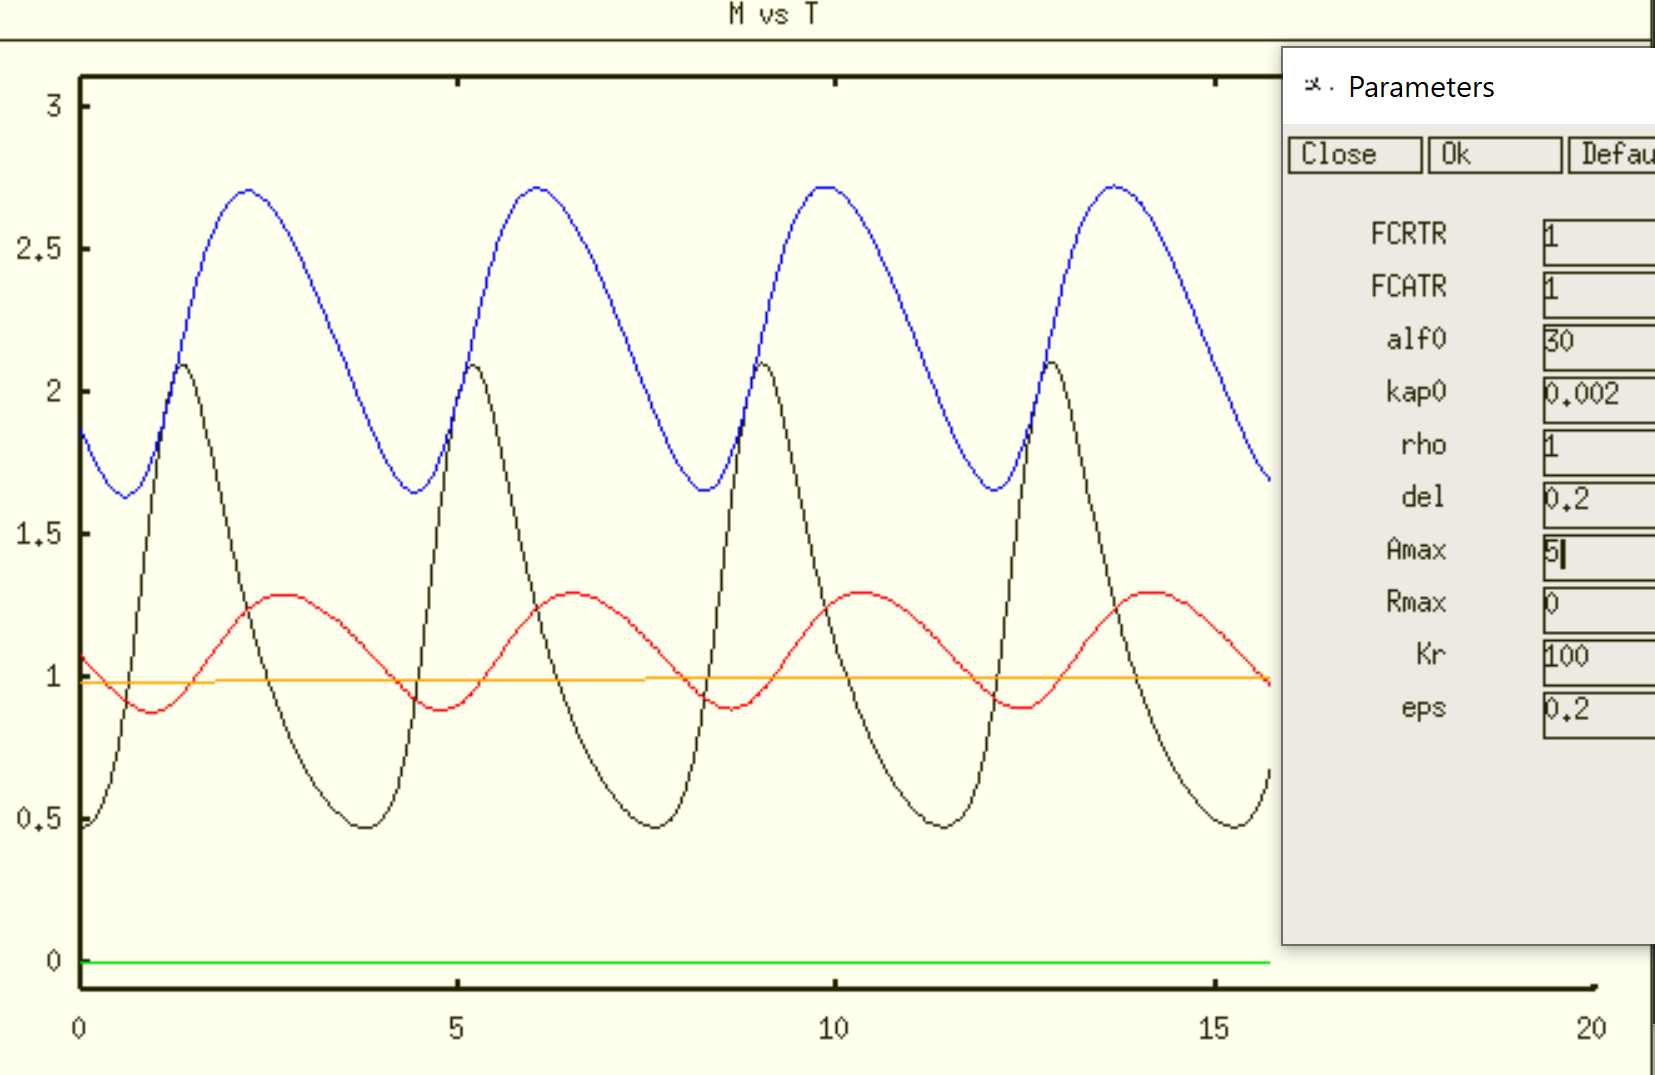 M vs T
3
2.5
2
1.5
1
0.5
0
0 5 10 15 20
Parameters
Close Ok Defau
FCRTR 1
FCATR 1
alf0 30
kap0 0.002
rho 1
del 0.2
Amax 5
Rmax 0
Kr 100
eps 0.2